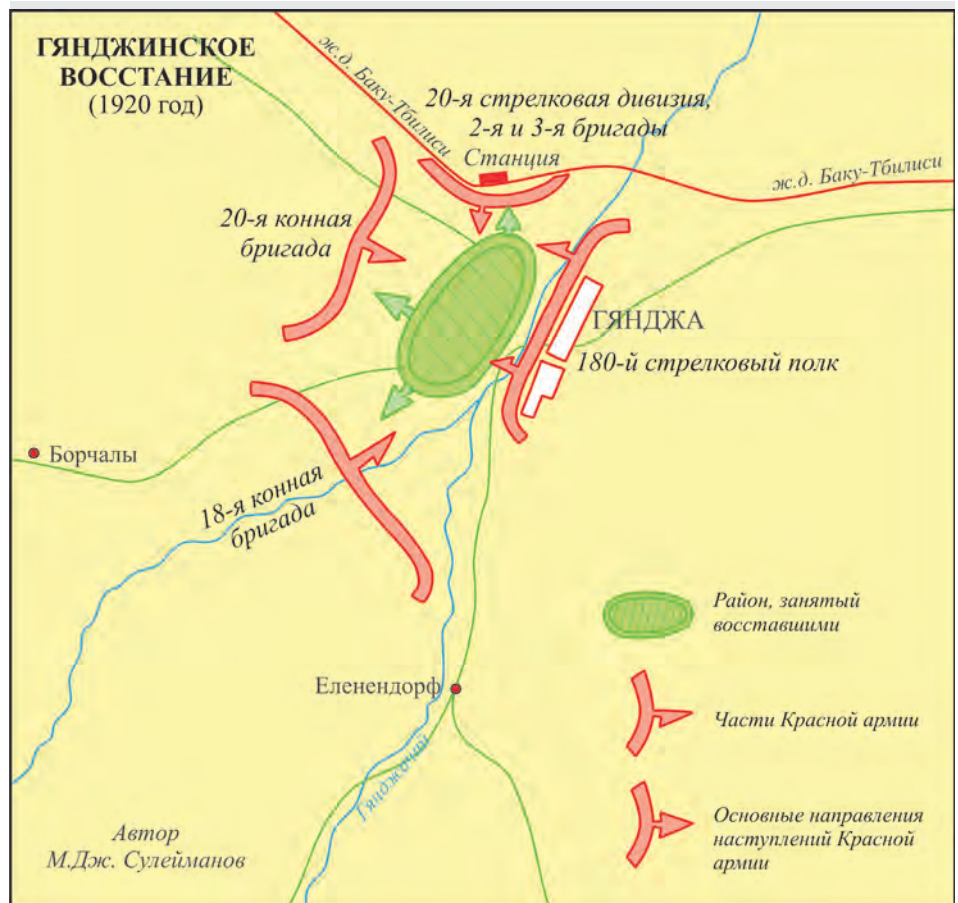 ГЯНДЖИНСКОЕ
ВОССТАНИЕ
(1920 год)
ж.д. Баку-Тбилиси
20-я стрелковая дивизия,
2-я и 3-я бригады
Станция
ж.д. Баку-Тбилиси
20-я конная
бригада
ГЯНДЖА
180-й стрелковый полк
Борчалы
18-я конная
бригада
Район, занятый
восставшими
Еленендорф
Части Красной армии
Гянджачай
Основные направления
наступлений Красной
армии
Автор
М.Дж. Сулейманов